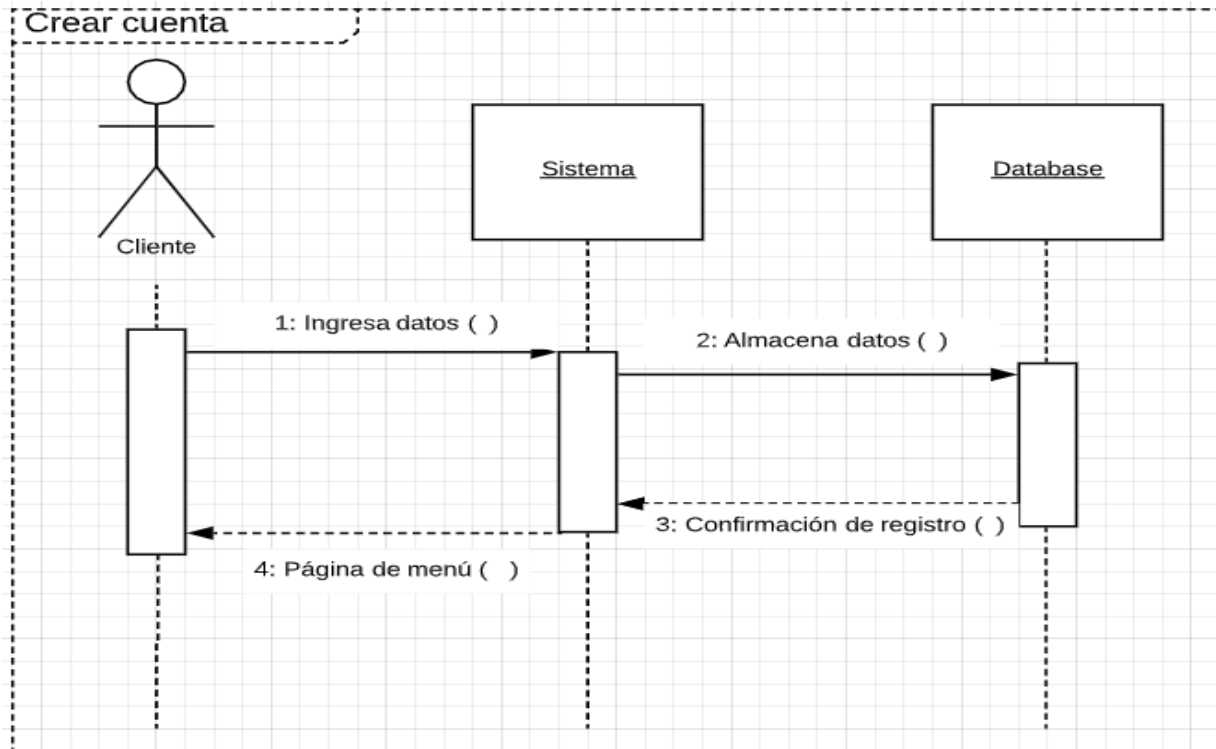 Crear cuenta
Sistema
Database
Cliente
1: Ingresa datos ( )
2: Almacena datos ( )
3: Confirmación de registro ( )
4: Página de menú ( )